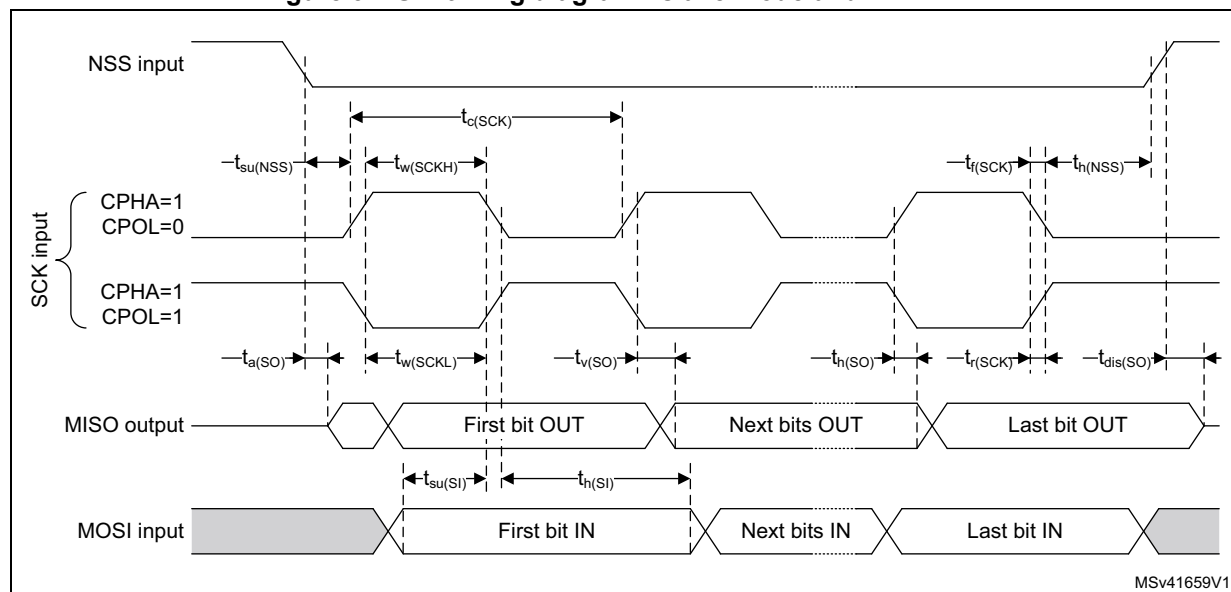 NSS input
tc(SCK)
tsu(NSS)
tw(SCKH)
tf(SCK)
th(NSS)
SCK input
CPHA=1
CPOL=0
CPHA=1
CPOL=1
ta(SO)
tw(SCKL)
tv(SO)
th(SO)
tr(SCK)
tdis(SO)
MISO output
First bit OUT
Next bits OUT
Last bit OUT
tsu(SI)
th(SI)
MOSI input
First bit IN
Next bits IN
Last bit IN
MSv41659V1